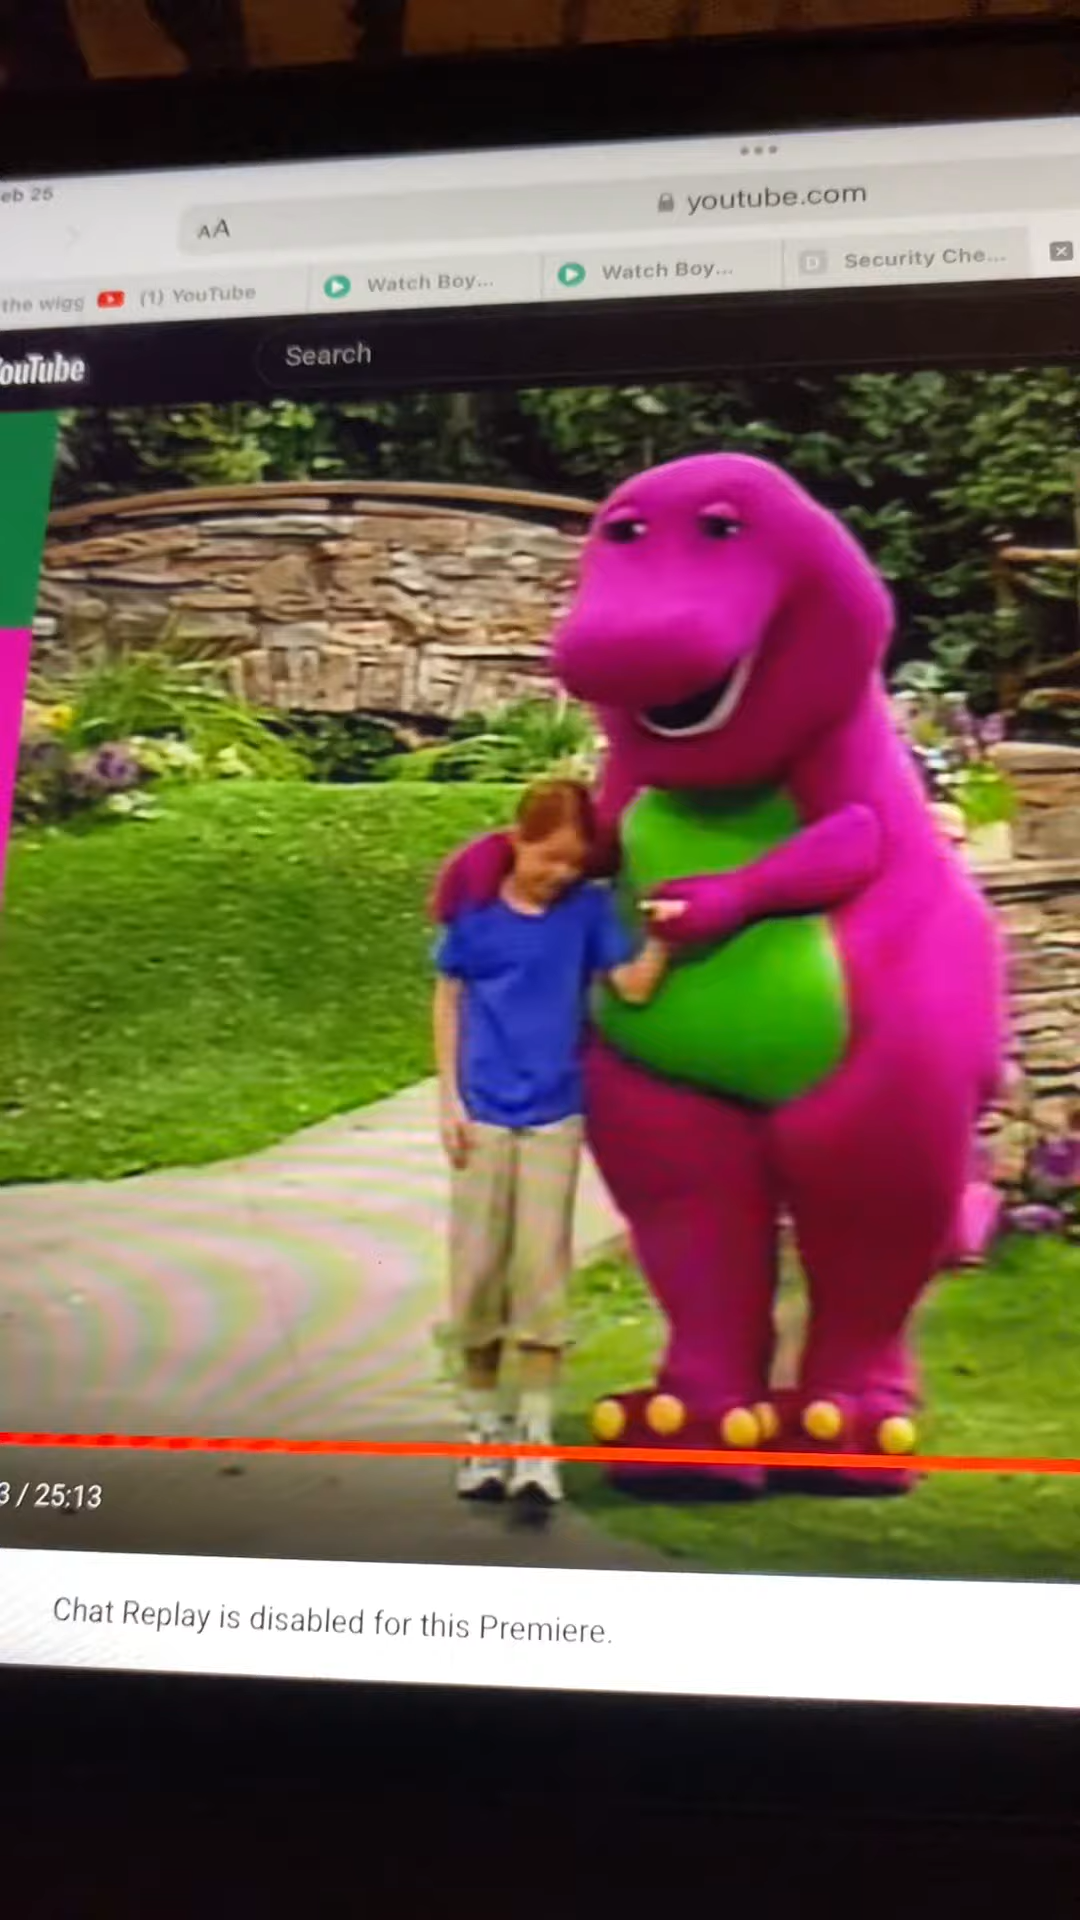 eb 25
AA
youtube.com
the wigg
(1) YouTube
Watch Boy...
Watch Boy...
Security Che...
ouTube
Search
3 / 25:13
Chat Replay is disabled for this Premiere.